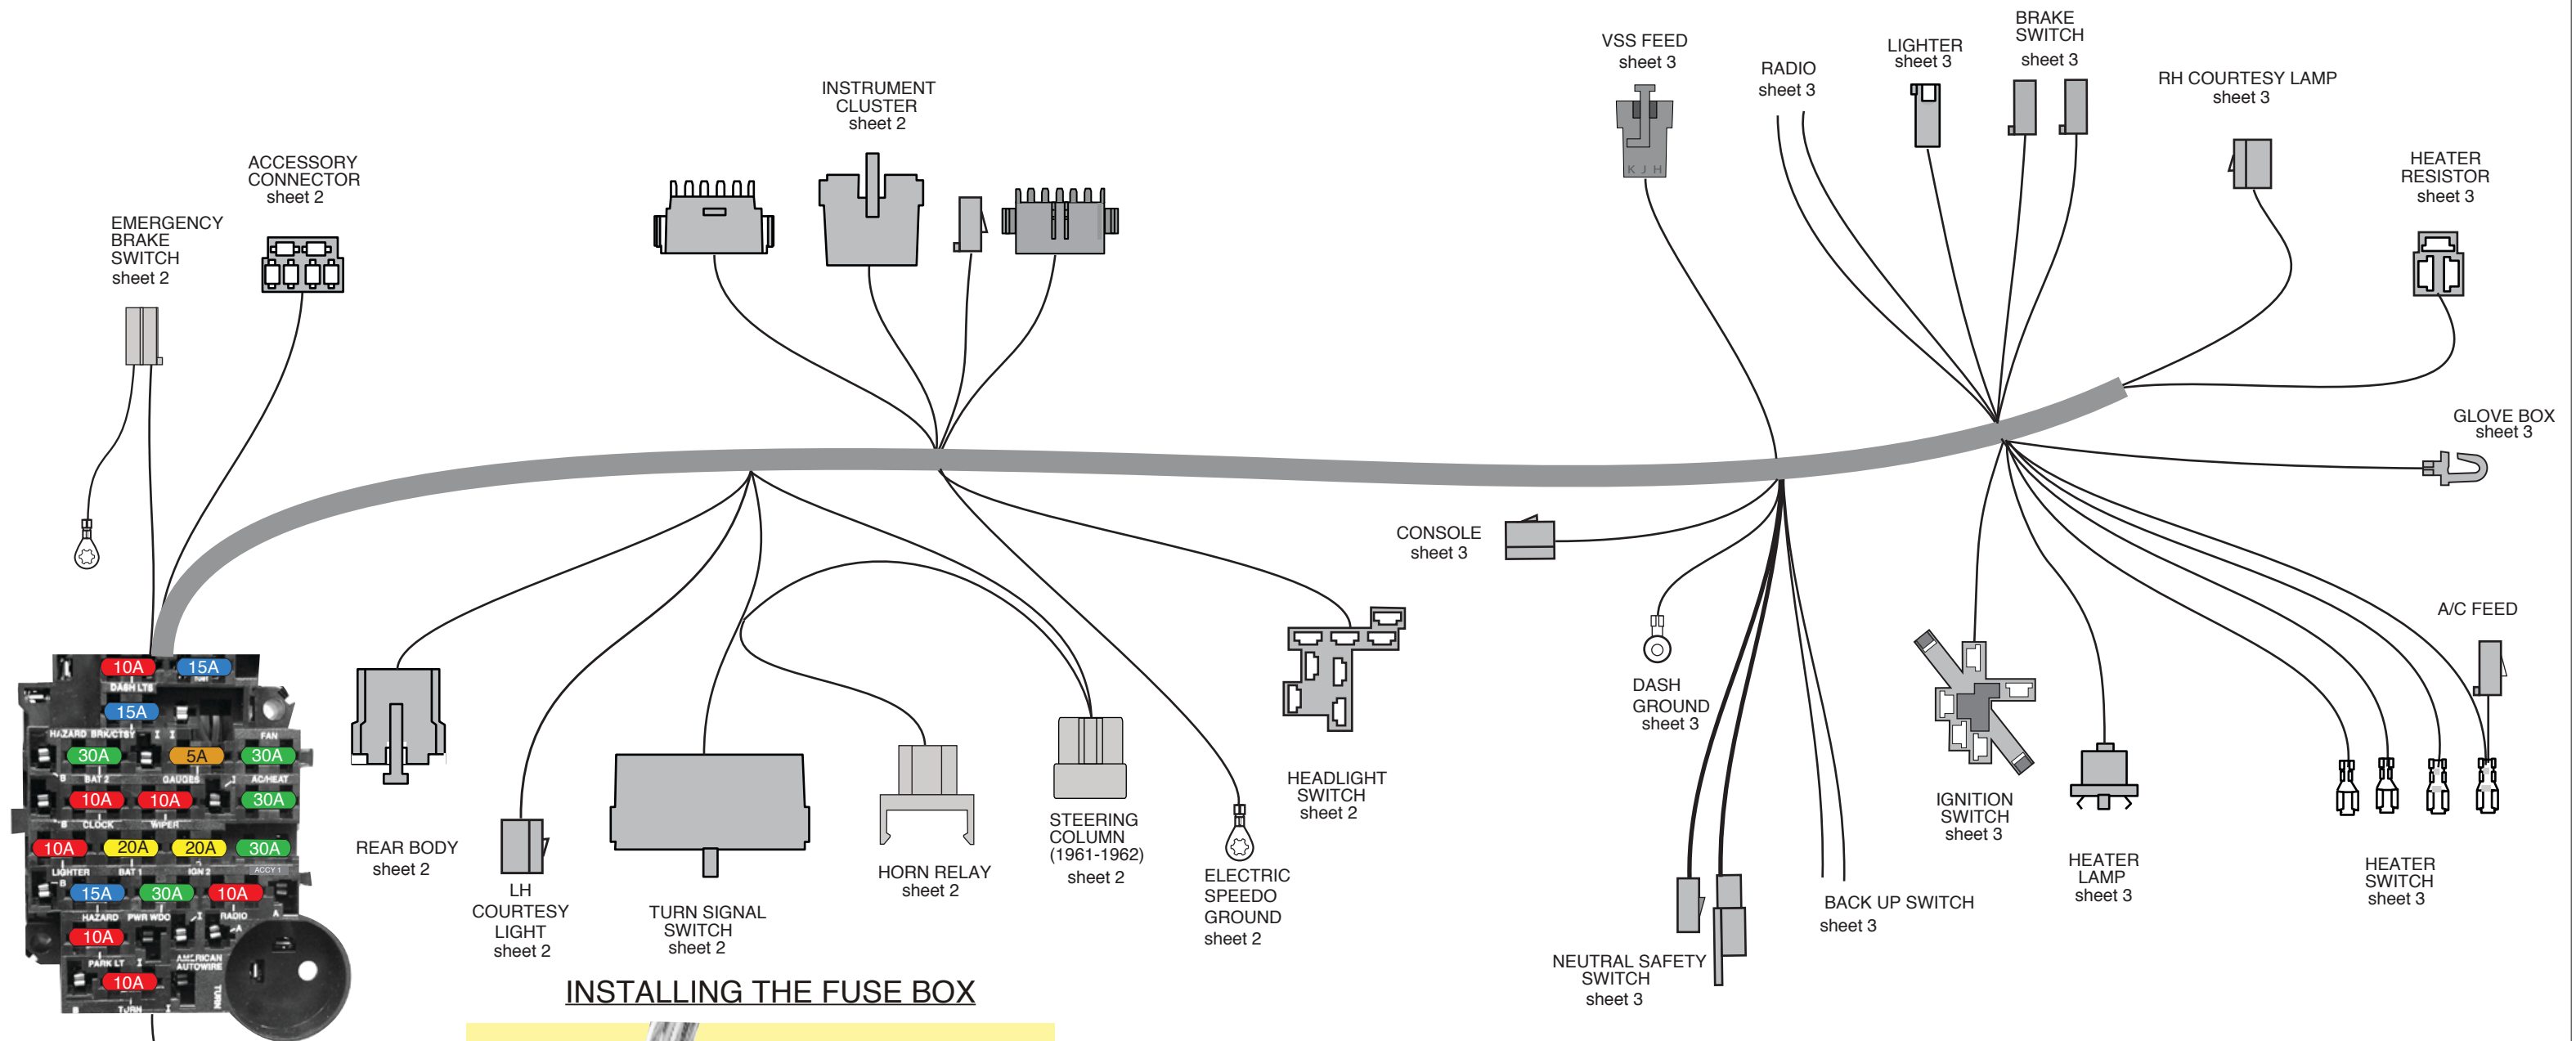 VSS FEED
sheet 3
RADIO
sheet 3
LIGHTER
sheet 3
BRAKE
SWITCH
sheet 3
RH COURTESY LAMP
sheet 3
INSTRUMENT
CLUSTER
sheet 2
ACCESSORY
CONNECTOR
sheet 2
EMERGENCY
BRAKE
SWITCH
sheet 2
HEATER
RESISTOR
sheet 3
K J H
GLOVE BOX
sheet 3
CONSOLE
sheet 3
A/C FEED
DASH
GROUND
sheet 3
HEADLIGHT
SWITCH
sheet 2
IGNITION
SWITCH
sheet 3
HEATER
LAMP
sheet 3
HEATER
SWITCH
sheet 3
REAR BODY
sheet 2
LH
COURTESY
LIGHT
sheet 2
TURN SIGNAL
SWITCH
sheet 2
HORN RELAY
sheet 2
STEERING
COLUMN
(1961-1962)
sheet 2
ELECTRIC
SPEEDO
GROUND
sheet 2
NEUTRAL SAFETY
SWITCH
sheet 3
BACK UP SWITCH
sheet 3
10A 15A
DASH LTS
15A
HAZARD BRK/CTSY I I FAN
30A 5A 30A
B BAT 2 GAUGES I AC/HEAT
10A 10A 30A
B CLOCK WIPER
10A 20A 20A 30A
LIGHTER BAT 1 IGN 2 ACCY 1
B
15A 30A 10A
HAZARD PWR WDO I RADIO A
A
10A
PARK LT I AMERICAN
AUTOWIRE
10A
B TURN I
TURN
INSTALLING THE FUSE BOX